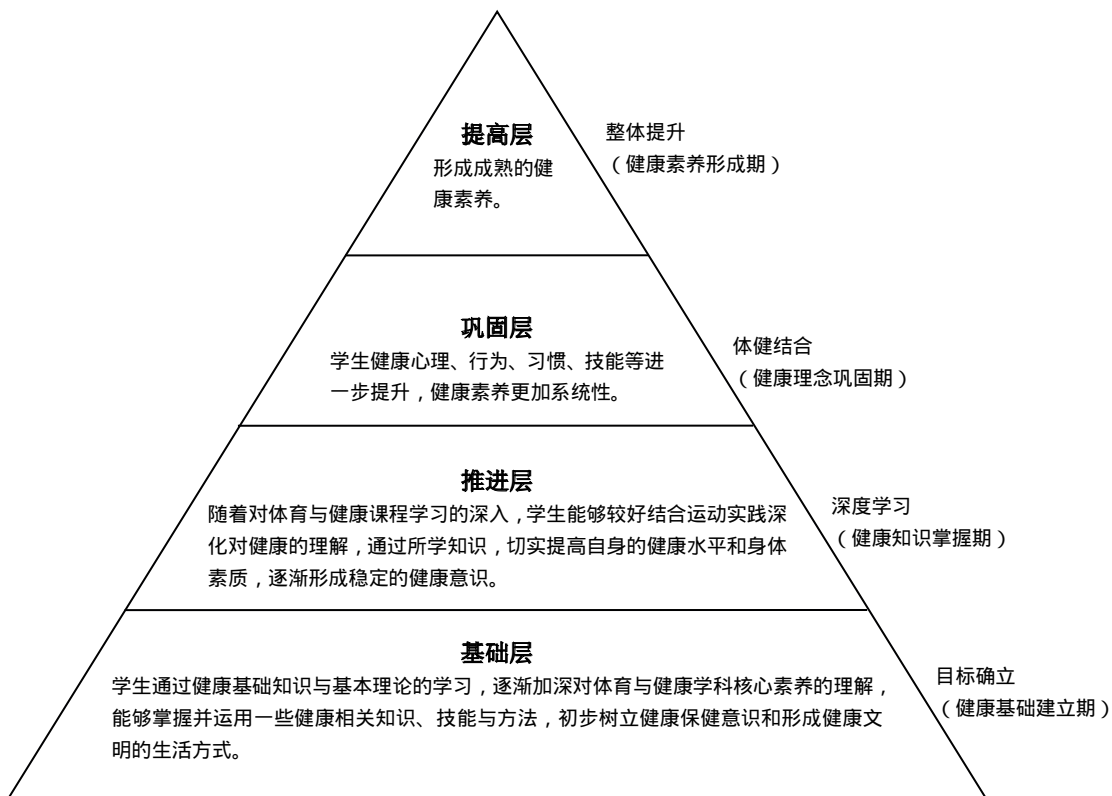 提高层
形成成熟的健
康素养。
整体提升
（健康素养形成期）
巩固层
学生健康心理、行为、习惯、技能等进
一步提升，健康素养更加系统性。
体健结合
（健康理念巩固期）
推进层
随着对体育与健康课程学习的深入，学生能够较好结合运动实践深
化对健康的理解，通过所学知识，切实提高自身的健康水平和身体
素质，逐渐形成稳定的健康意识。
深度学习
（健康知识掌握期）
基础层
学生通过健康基础知识与基本理论的学习，逐渐加深对体育与健康学科核心素养的理解，
能够掌握并运用一些健康相关知识、技能与方法，初步树立健康保健意识和形成健康文
明的生活方式。
目标确立
（健康基础建立期）